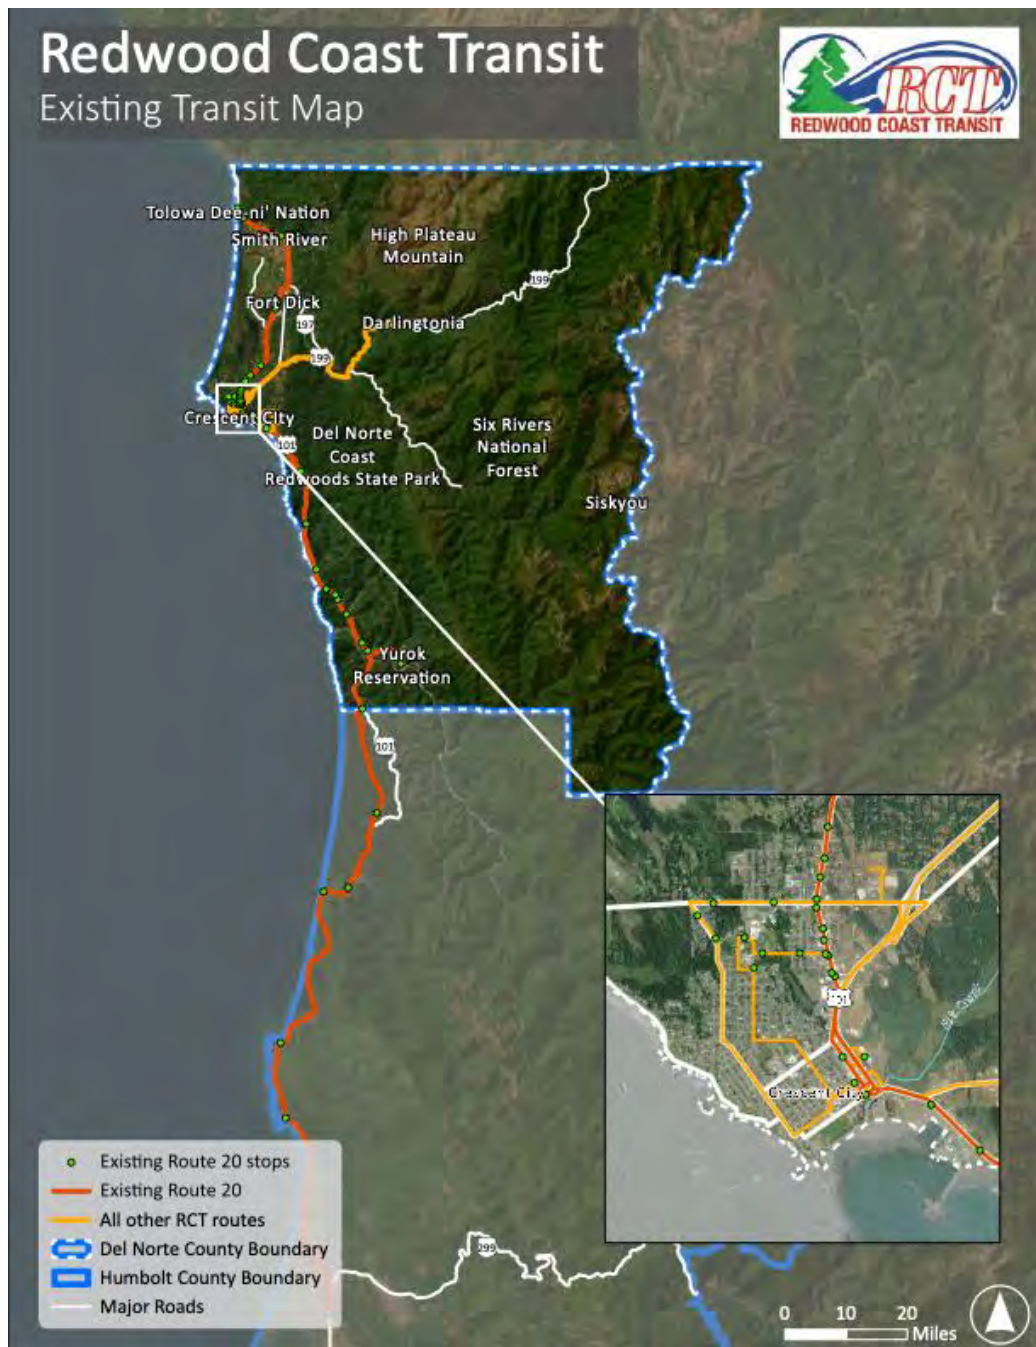 Redwood Coast Transit
Existing Transit Map
RCT
REDWOOD COAST TRANSIT
Tolowa Dee-ni' Nation
Smith River
High Plateau
Mountain
199
Fort Dick
197
Darlingtonia
199
Crescent City
101
Del Norte
Coast
Redwoods State Park
Six Rivers
National
Forest
Siskyou
Yurok
Reservation
101
101
Crescent City
Existing Route 20 stops
Existing Route 20
All other RCT routes
Del Norte County Boundary
Humbolt County Boundary
Major Roads
299
0 10 20
Miles